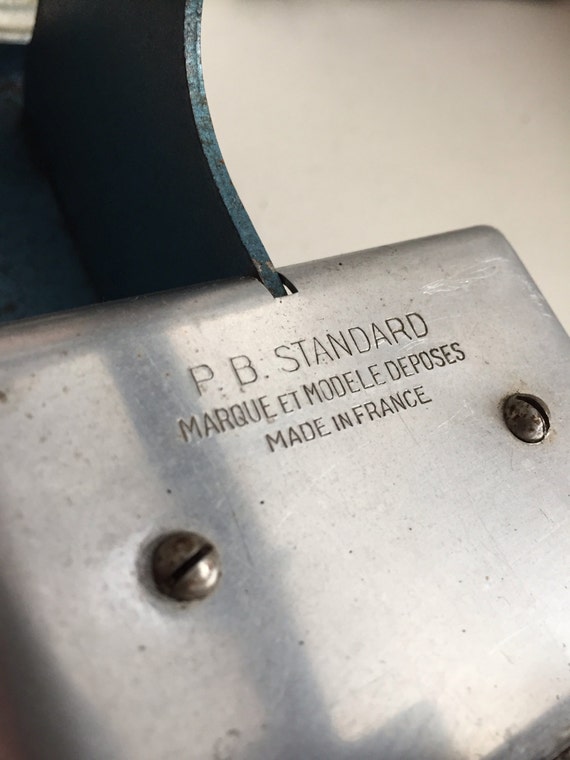 P. B. STANDARD
MARQUE ET MODELE DEPOSES
MADE IN FRANCE